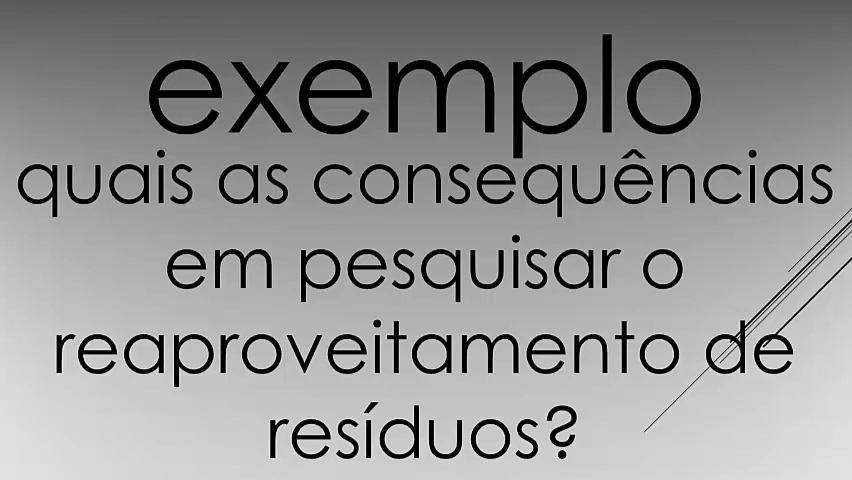 exemplo
quais as consequências
em pesquisar o
reaproveitamento de
resíduos?